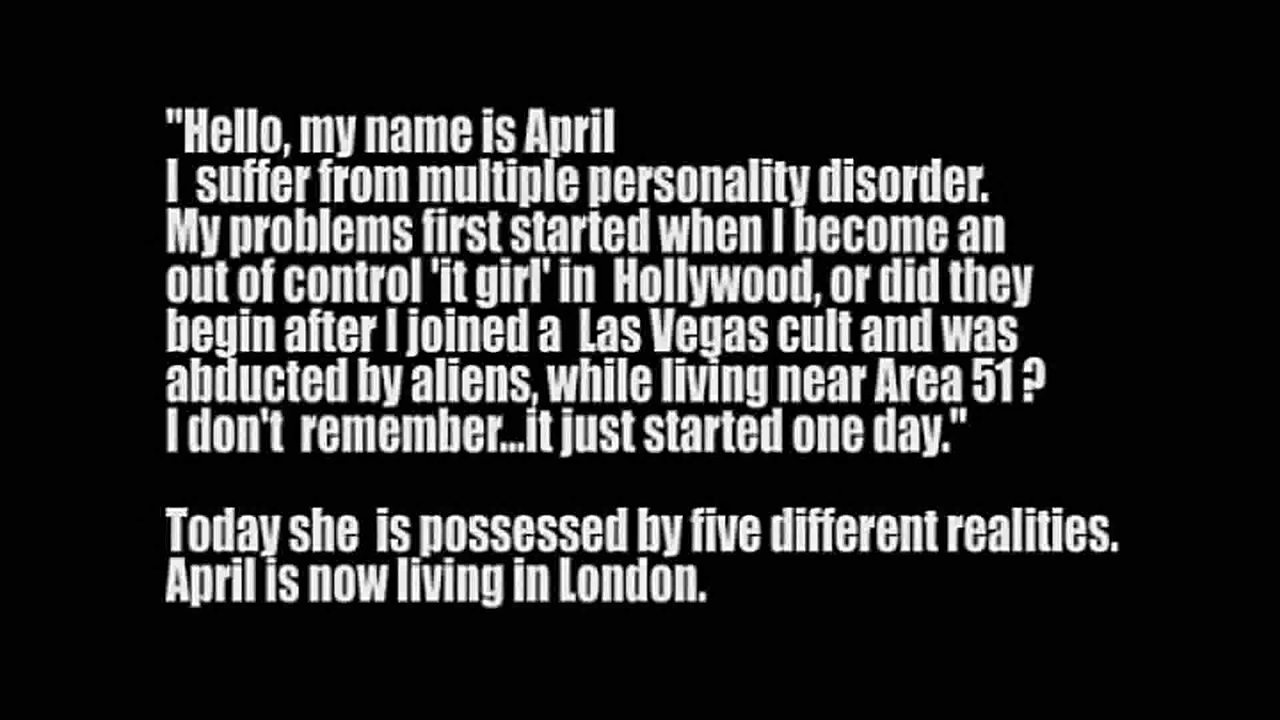 "Hello, my name is April
I suffer from multiple personality disorder.
My problems first started when I become an
out of control 'it girl' in Hollywood, or did they
begin after I joined a Las Vegas cult and was
abducted by aliens, while living near Area 51 ?
I don't remember...it just started one day."
Today she is possessed by five different realities.
April is now living in London.